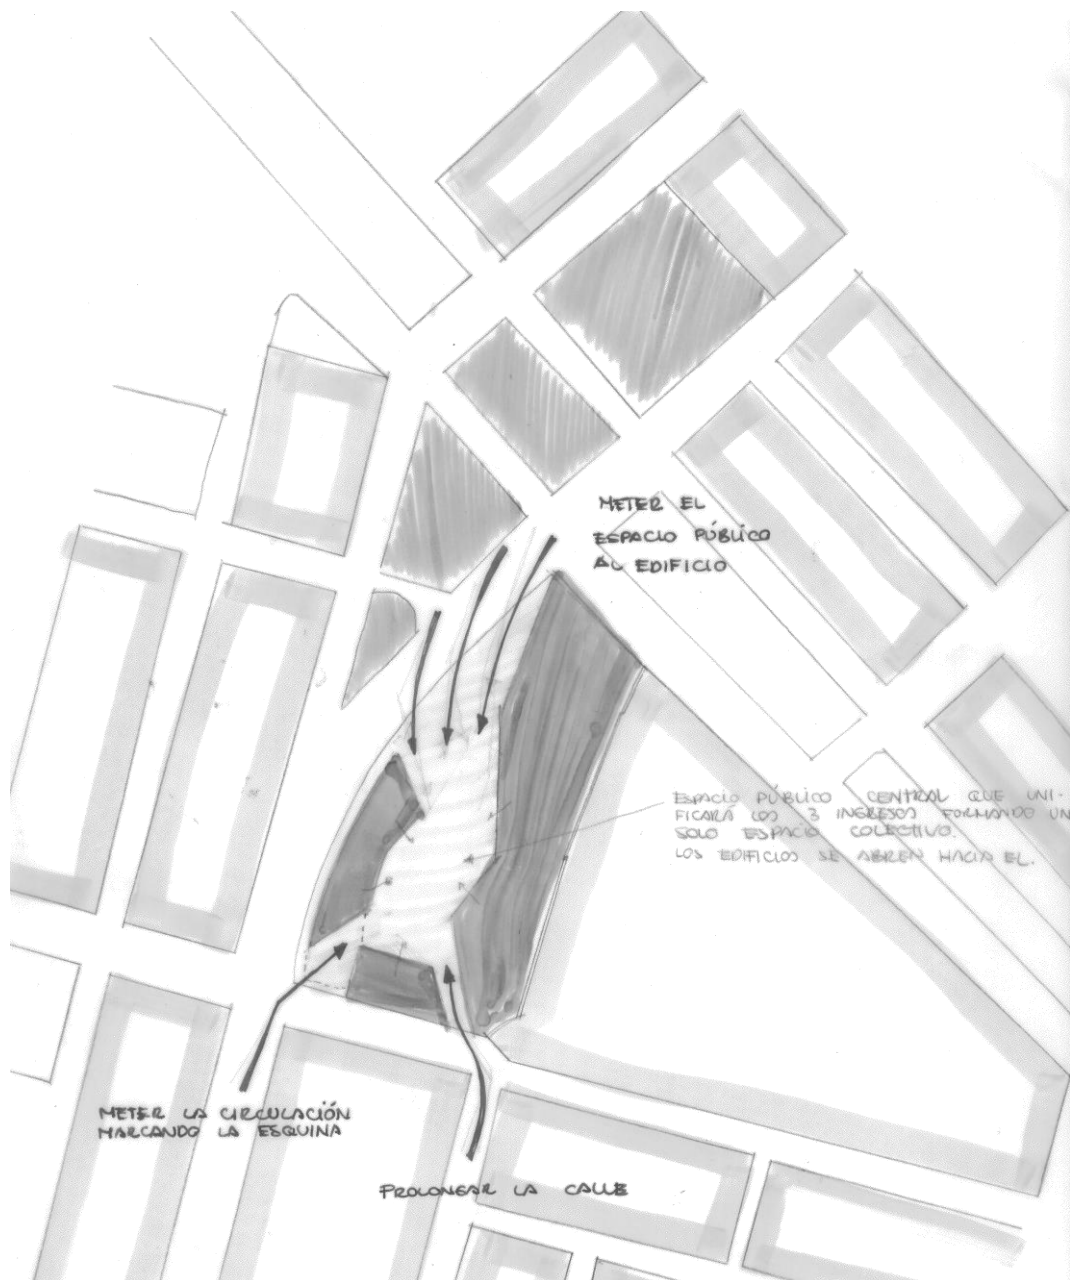 METER EL
ESPACIO PÚBLICO
AL EDIFICIO
ESPACIO PÚBLICO CENTRAL QUE UNI-
FICARÁ LOS 3 INGRESOS FORMANDO UN
SOLO ESPACIO COLECTIVO.
LOS EDIFICIOS SE ABREN HACIA EL.
METER LA CIRCULACIÓN
MARCANDO LA ESQUINA
PROLONGAR LA CALLE